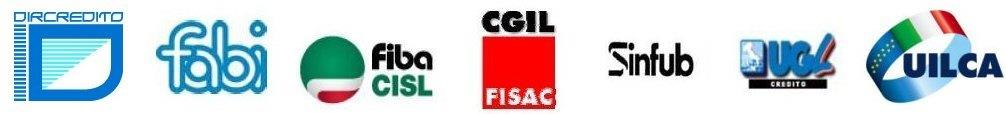 DIRCREDITO
fabi
Fiba
CISL
CGIL
FISAC
Sinfub
UGL
CREDITO
UILCA